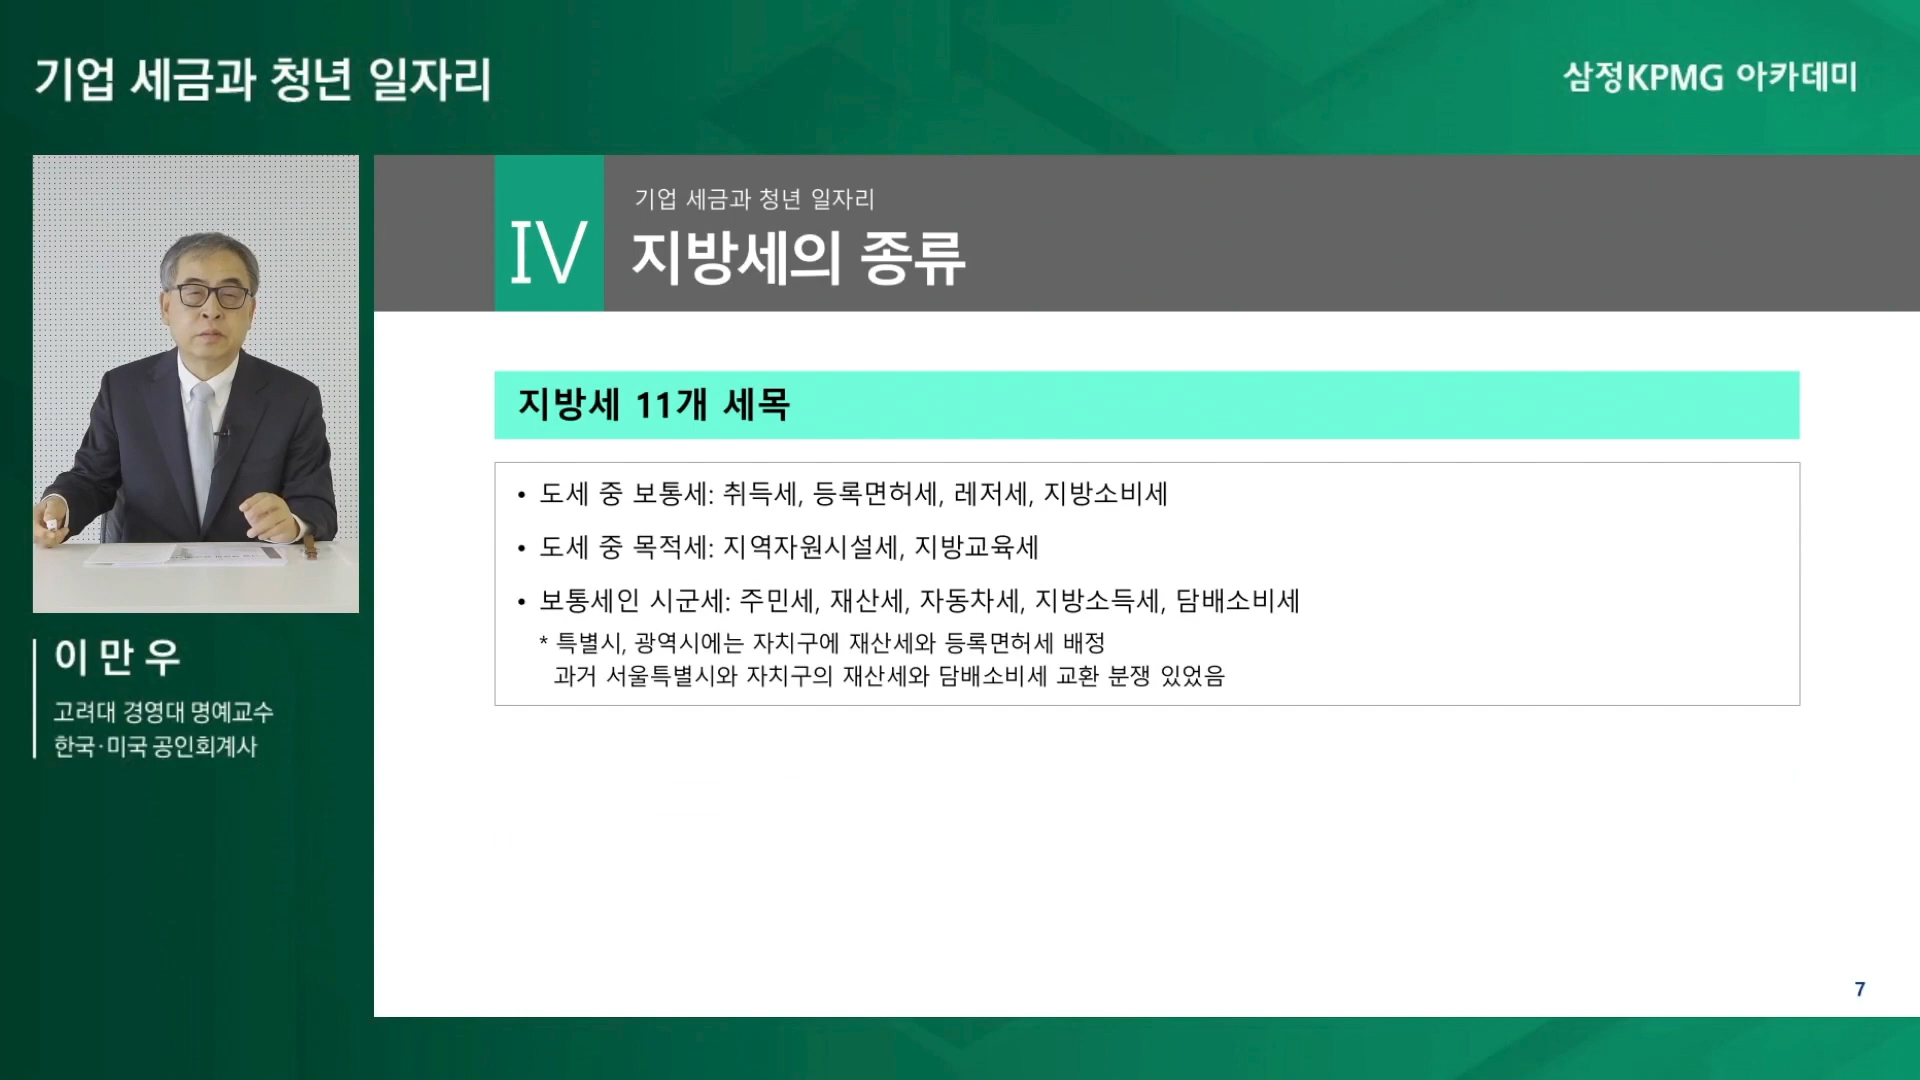 기업 세금과 청년 일자리
삼정KPMG 아카데미
IV
기업 세금과 청년 일자리
지방세의 종류
지방세 11개 세목
• 도세 중 보통세: 취득세, 등록면허세, 레저세, 지방소비세
• 도세 중 목적세: 지역자원시설세, 지방교육세
• 보통세인 시군세: 주민세, 재산세, 자동차세, 지방소득세, 담배소비세
* 특별시, 광역시에는 자치구에 재산세와 등록면허세 배정
과거 서울특별시와 자치구의 재산세와 담배소비세 교환 분쟁 있었음
이 만 우
고려대 경영대 명예교수
한국·미국 공인회계사
7